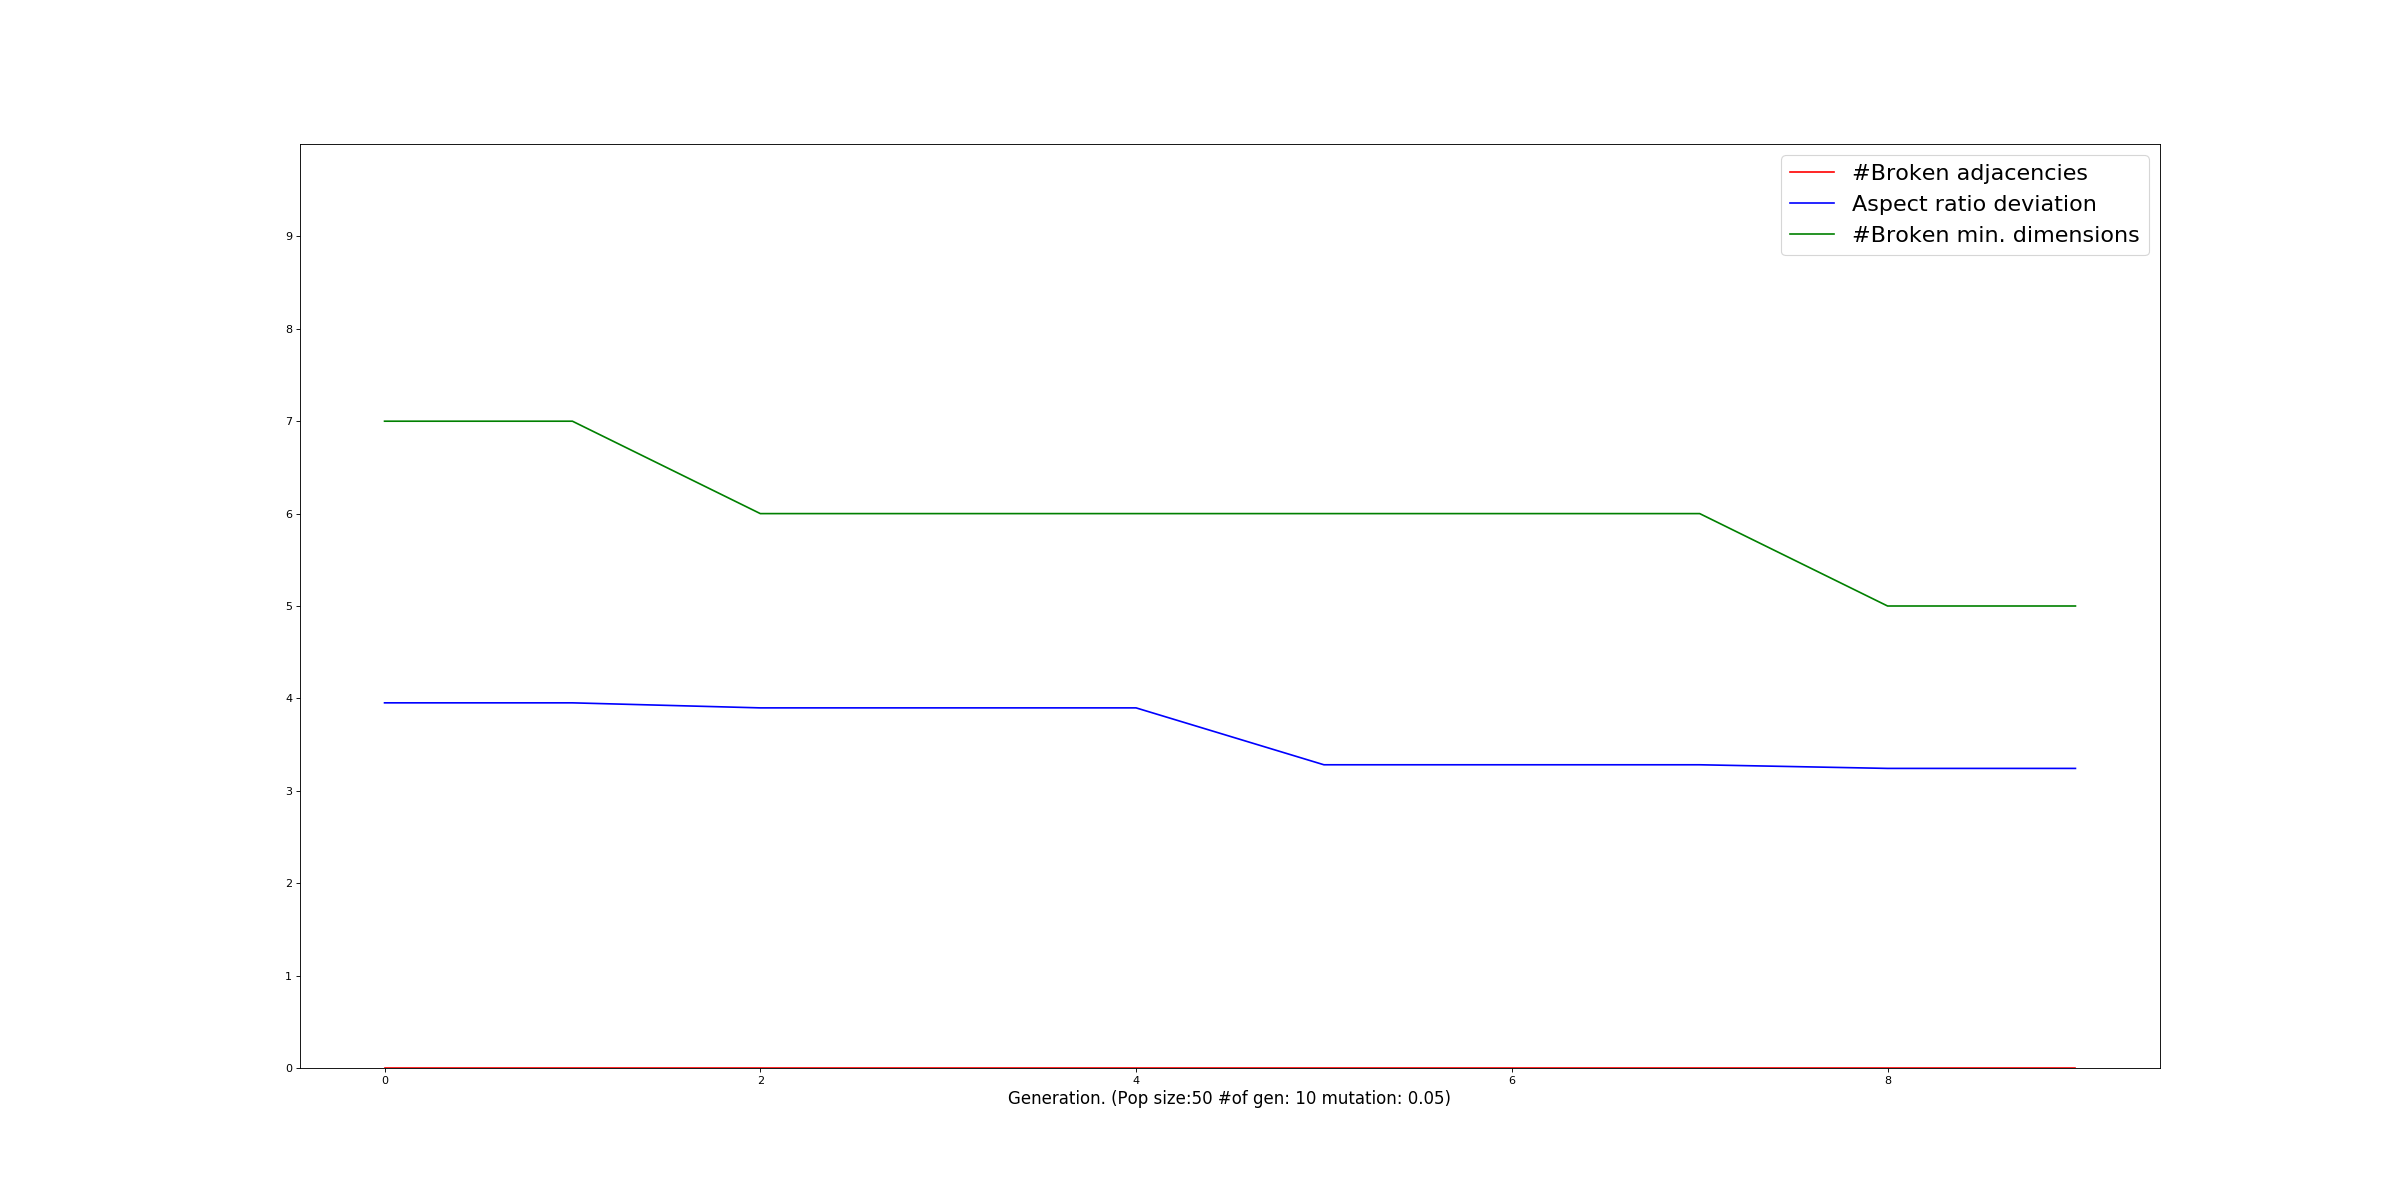 #Broken adjacencies
Aspect ratio deviation
#Broken min. dimensions
9
8
7
6
5
4
3
2
1
0
0 2 4 6 8
Generation. (Pop size:50 #of gen: 10 mutation: 0.05)